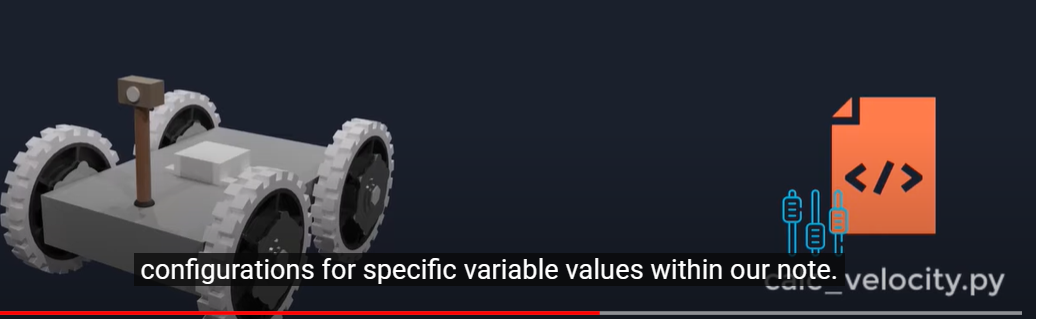 </>
configurations for specific variable values within our note.
calc_velocity.py